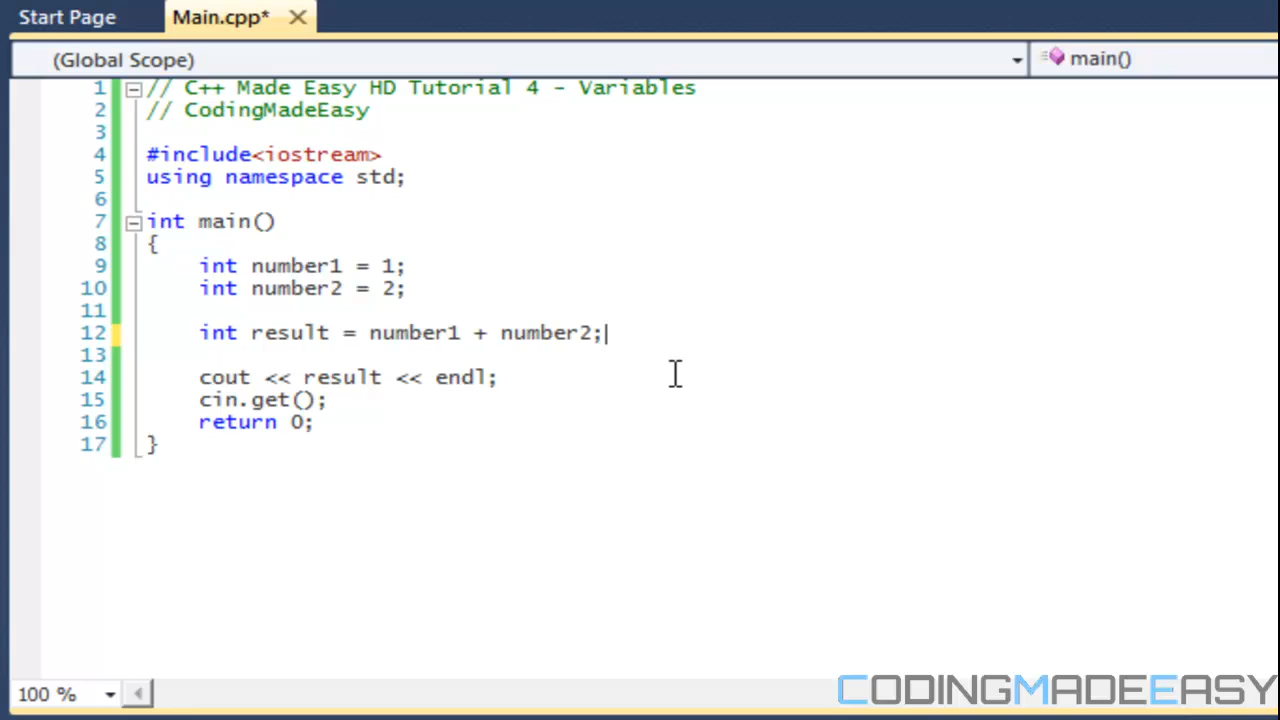 Start Page Main.cpp*
(Global Scope) main()
1 // C++ Made Easy HD Tutorial 4 - Variables
2 // CodingMadeEasy
3
4 #include<iostream>
5 using namespace std;
6
7 int main()
8 {
9 int number1 = 1;
10 int number2 = 2;
11
12 int result = number1 + number2;
13
14 cout << result << endl;
15 cin.get();
16 return 0;
17 }
100 %
CODINGMADEEASY